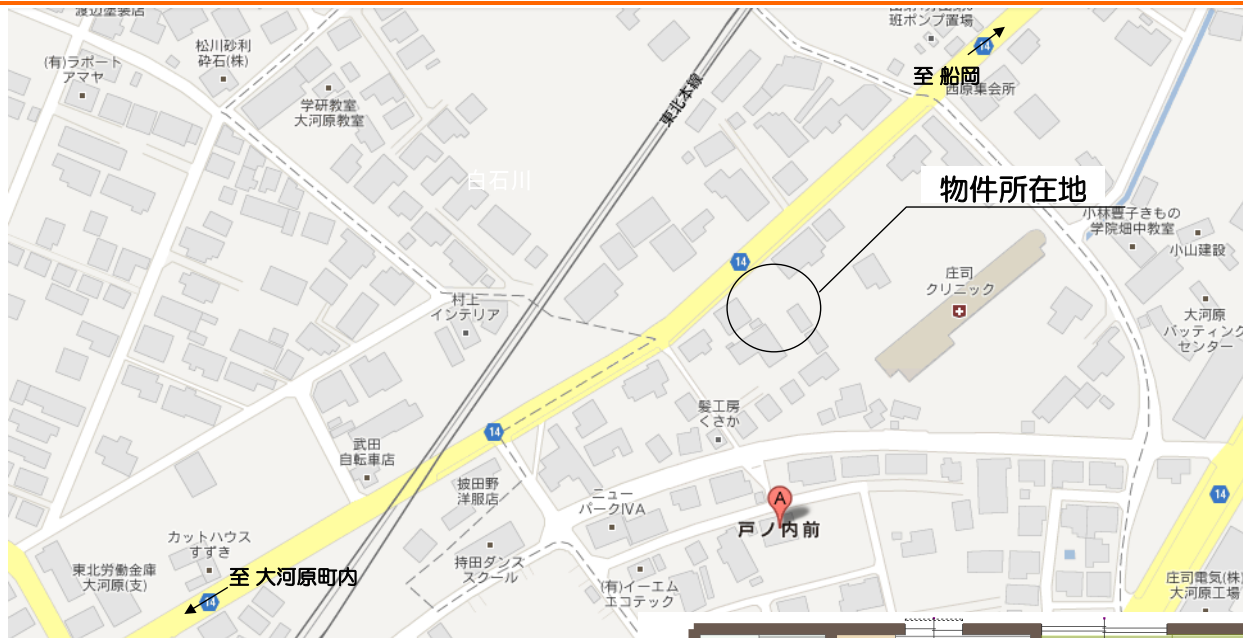 渡辺塗装店
松川砂利
砕石(株)
(有)ラポート
アマヤ
学研教室
大河原教室
東北本線
班ポンプ置場
14
至 船岡
西原集会所
白石川
物件所在地
小林豊子きもの
学院畑中教室
小山建設
14
庄司
クリニック
村上
インテリア
大河原
バッティング
センター
髪工房
くさか
14
武田
自転車店
披田野
洋服店
ニュー
パークIVA
A
戸ノ内前
14
カットハウス
すずき
持田ダンス
スクール
東北労働金庫
大河原(支)
至 大河原町内
14
(有)イーエム
エコテック
庄司電気(株)
大河原工場